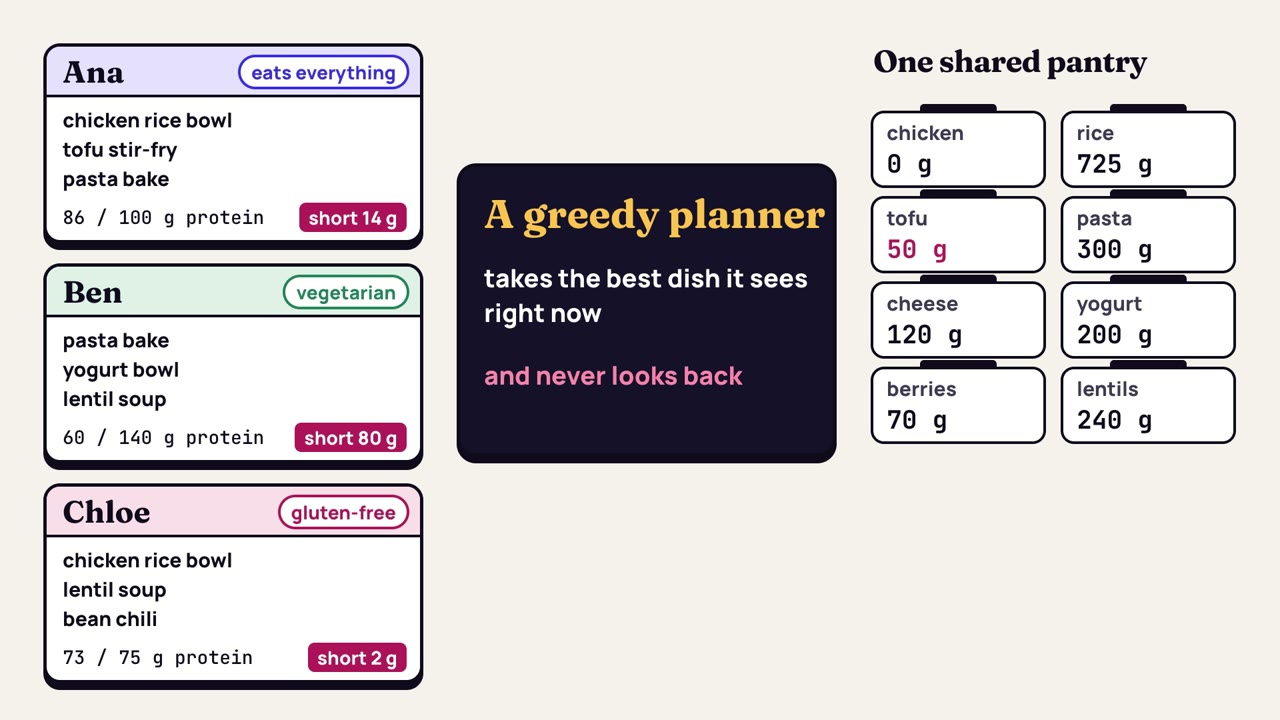 Ana
eats everything
chicken rice bowl
tofu stir-fry
pasta bake
86 / 100 g protein
short 14 g
Ben
vegetarian
pasta bake
yogurt bowl
lentil soup
60 / 140 g protein
short 80 g
Chloe
gluten-free
chicken rice bowl
lentil soup
bean chili
73 / 75 g protein
short 2 g
A greedy planner
takes the best dish it sees
right now
and never looks back
One shared pantry
chicken
0 g
rice
725 g
tofu
50 g
pasta
300 g
cheese
120 g
yogurt
200 g
berries
70 g
lentils
240 g